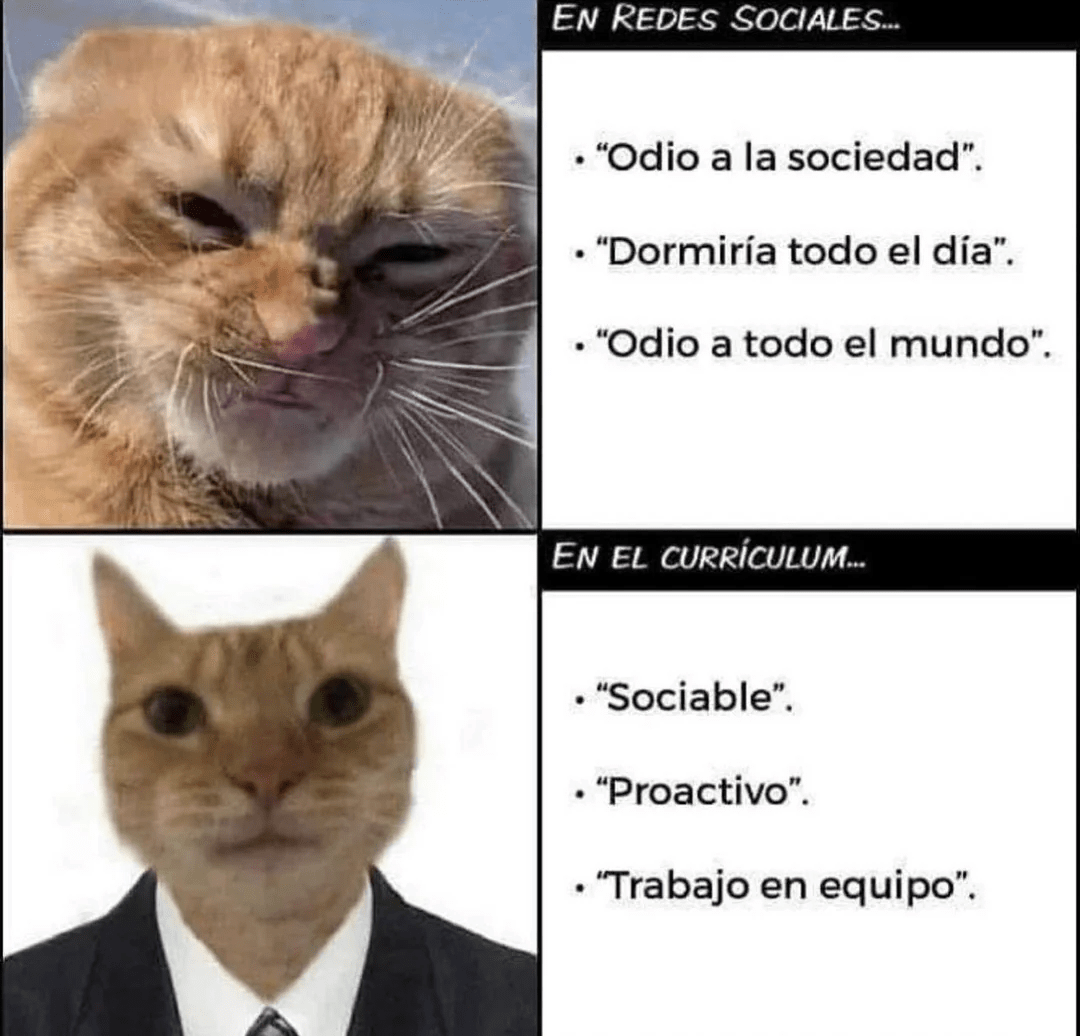 EN REDES SOCIALES...
• “Odio a la sociedad”.
• “Dormiría todo el día”.
• “Odio a todo el mundo”.
EN EL CURRÍCULUM...
• “Sociable”.
• “Proactivo”.
• “Trabajo en equipo”.